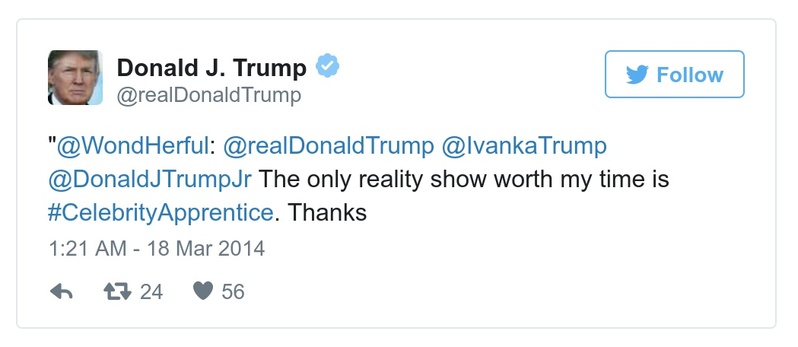 Donald J. Trump
@realDonaldTrump
Follow
"@WondHerful: @realDonaldTrump @IvankaTrump
@DonaldJTrumpJr The only reality show worth my time is
#CelebrityApprentice. Thanks
1:21 AM - 18 Mar 2014
24 56